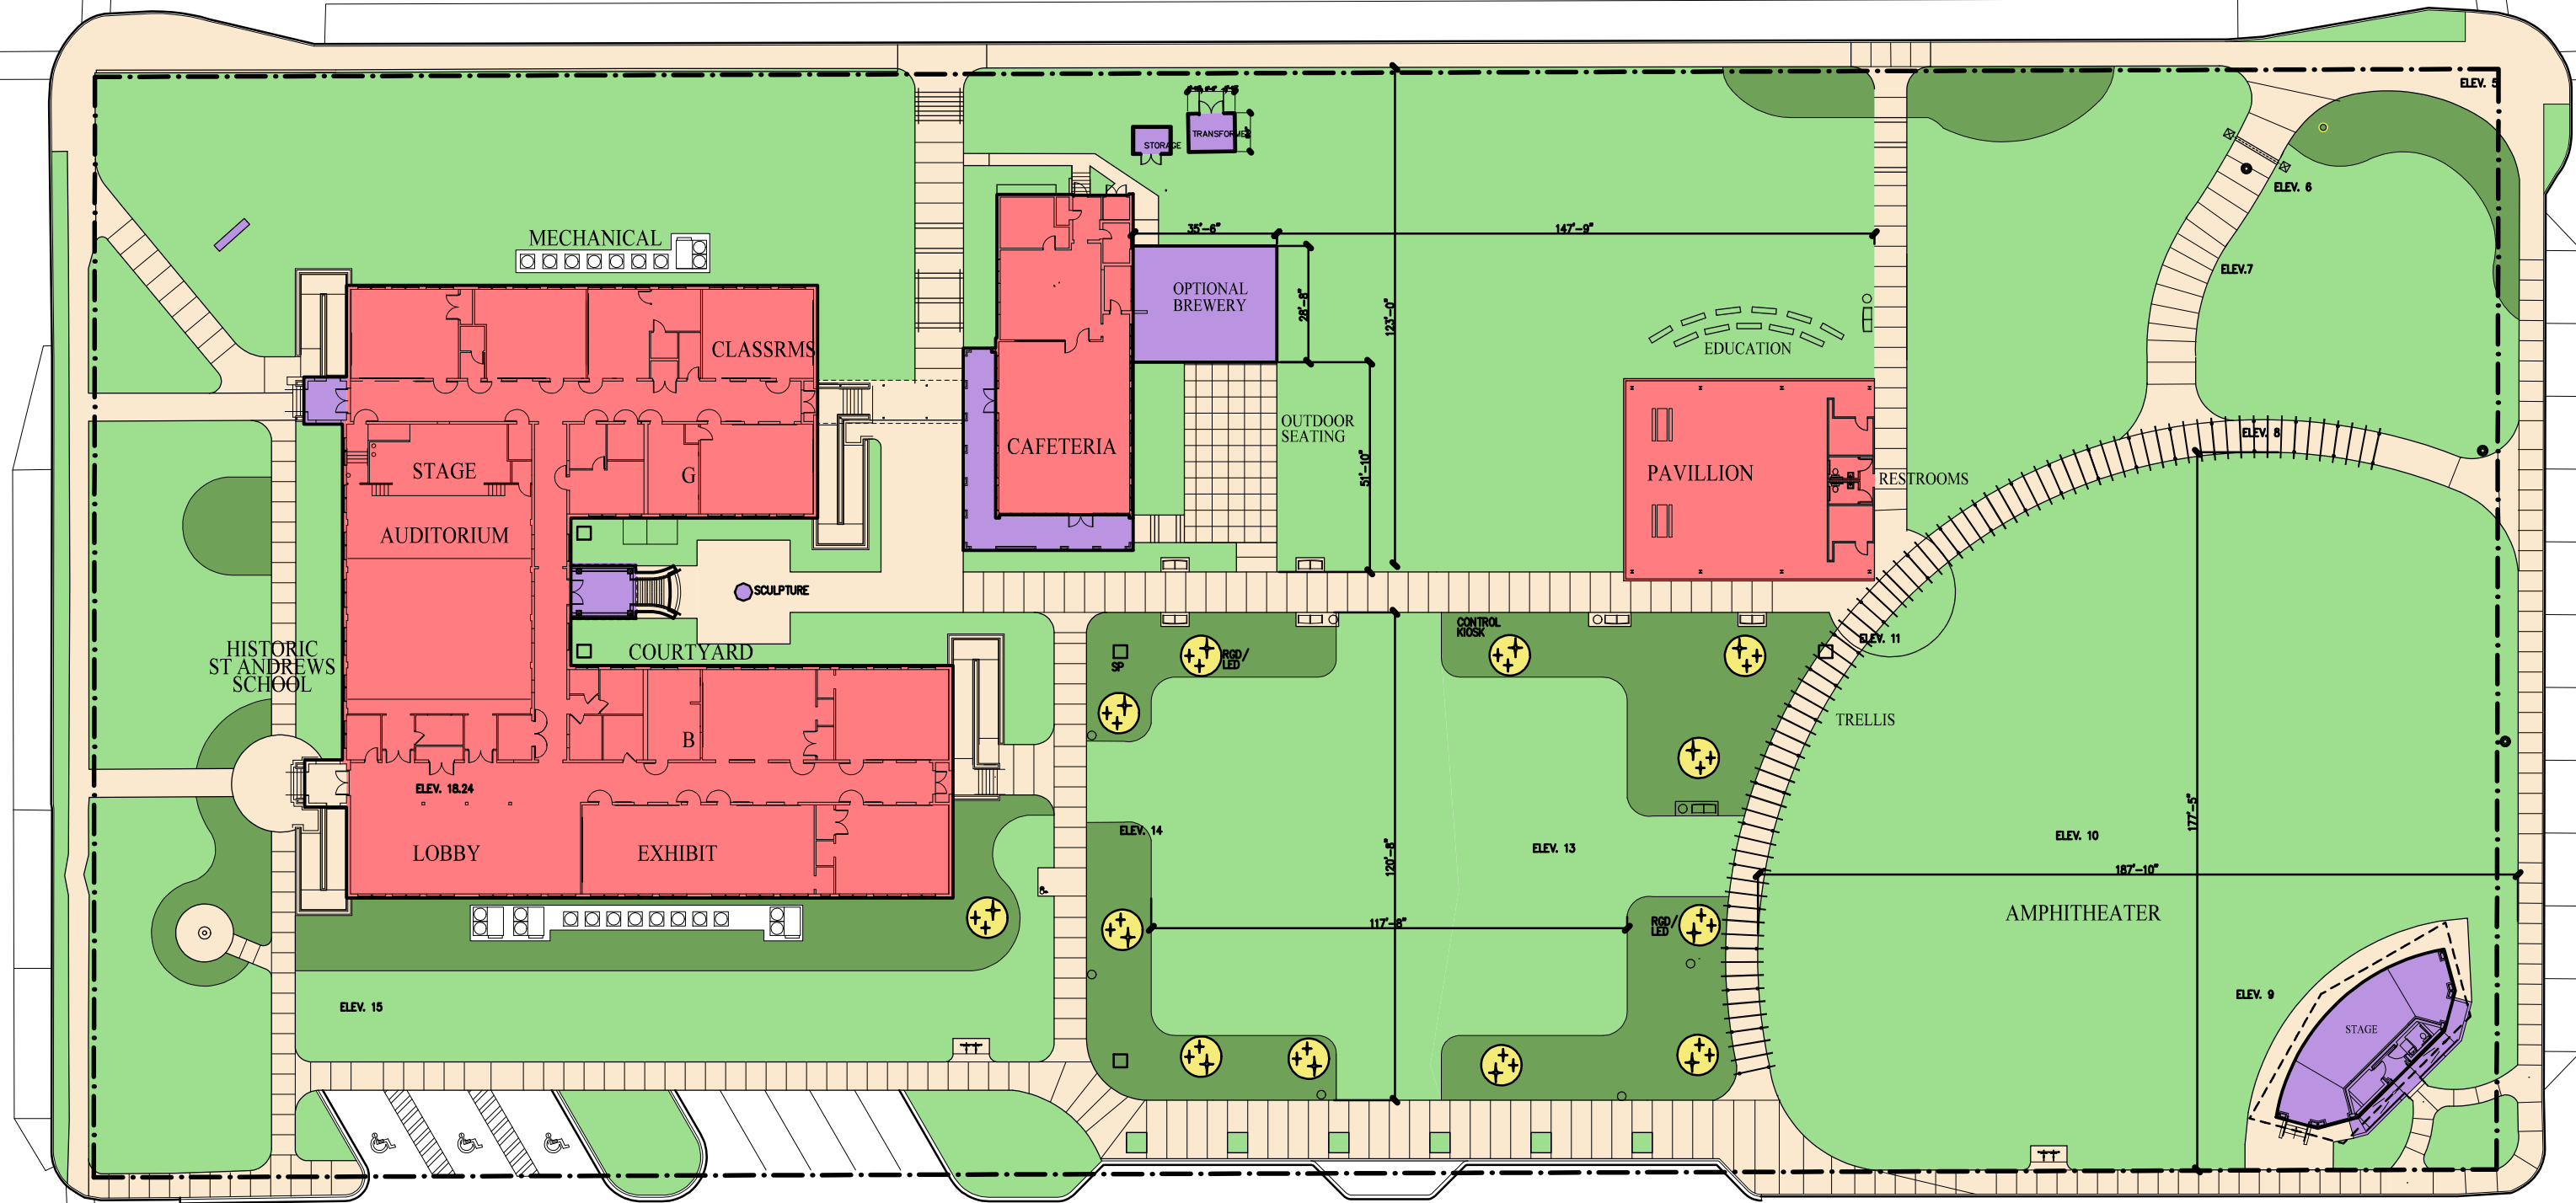 ELEV. 5
TRANSFORMER
STORAGE
ELEV. 6
35'-6"
147'-9"
MECHANICAL
ELEV.7
OPTIONAL
BREWERY
28'-8"
123'-0"
CLASSRMS
EDUCATION
OUTDOOR
SEATING
ELEV. 8
CAFETERIA
51'-10"
STAGE
G
PAVILLION
RESTROOMS
AUDITORIUM
SCULPTURE
CONTROL
KIOSK
ELEV. 11
HISTORIC
ST ANDREWS
SCHOOL
COURTYARD
SP
RGD/
LED
TRELLIS
B
ELEV. 18.24
177'-5"
ELEV. 14
ELEV. 10
LOBBY
EXHIBIT
120'-8"
ELEV. 13
187'-10"
AMPHITHEATER
117'-8"
RGD/
LED
ELEV. 9
ELEV. 15
STAGE